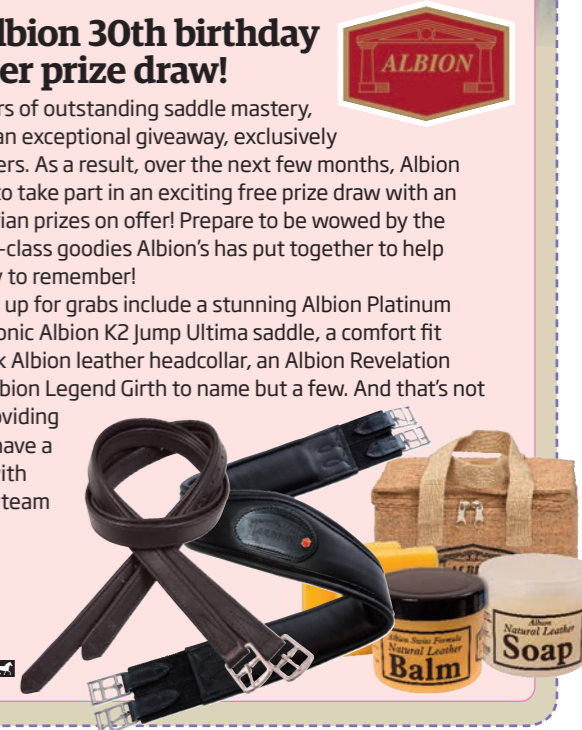 lbion 30th birthday
er prize draw!
ALBION
rs of outstanding saddle mastery,
an exceptional giveaway, exclusively
ers. As a result, over the next few months, Albion
to take part in an exciting free prize draw with an
rian prizes on offer! Prepare to be wowed by the
-class goodies Albion's has put together to help
y to remember!
up for grabs include a stunning Albion Platinum
onic Albion K2 Jump Ultima saddle, a comfort fit
k Albion leather headcollar, an Albion Revelation
bion Legend Girth to name but a few. And that's not
oviding
have a
ith
team
ALBI
Albion Swiss Formula
Natural Leather
Balm
Albion
Natural Leather
Soap